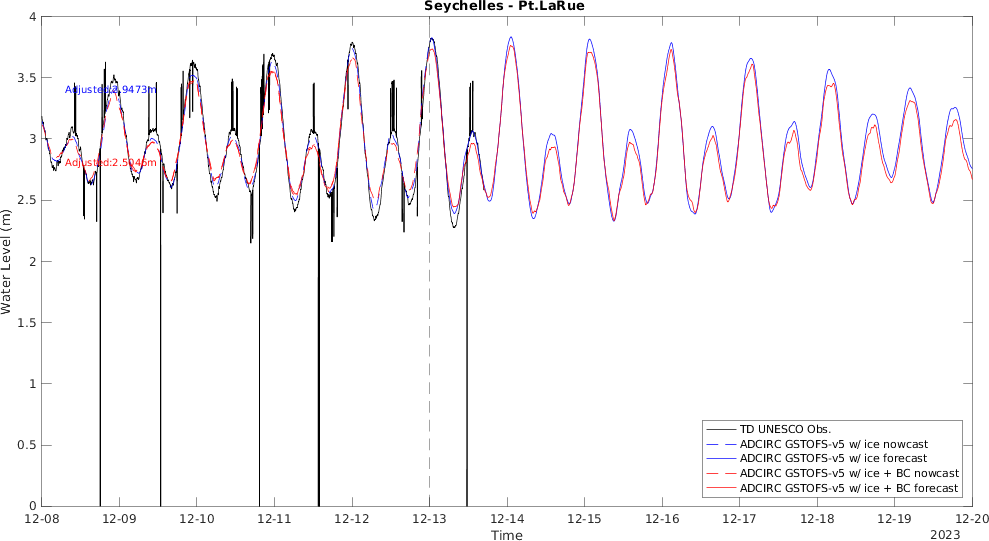 Seychelles - Pt.LaRue
4
3.5
3
2.5
2
1.5
1
0.5
0
Water Level (m)
Adjusted:2.9473m
Adjusted:2.5046m
TD UNESCO Obs.
ADCIRC GSTOFS-v5 w/ ice nowcast
ADCIRC GSTOFS-v5 w/ ice forecast
ADCIRC GSTOFS-v5 w/ ice + BC nowcast
ADCIRC GSTOFS-v5 w/ ice + BC forecast
12-08 12-09 12-10 12-11 12-12 12-13 12-14 12-15 12-16 12-17 12-18 12-19 12-20
Time
2023